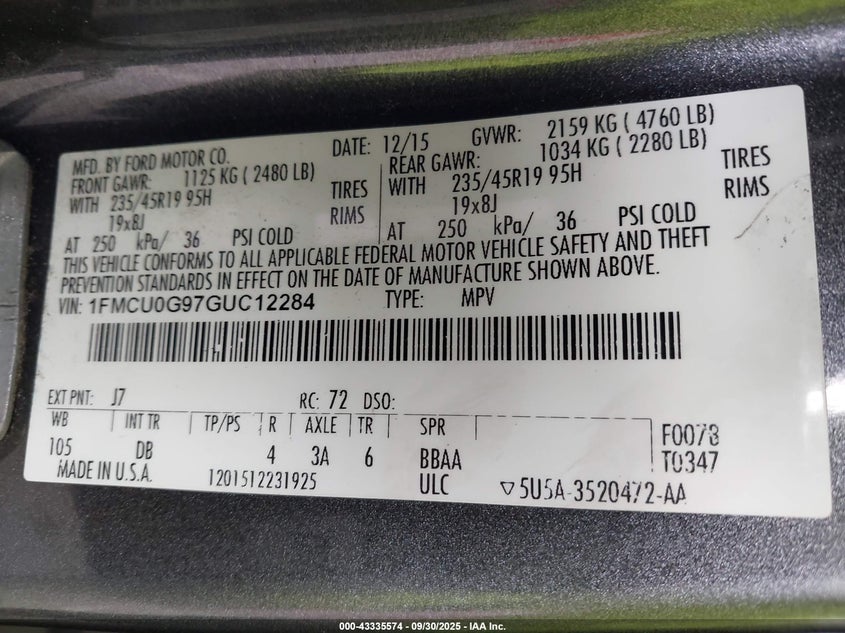 MFD. BY FORD MOTOR CO.
DATE: 12/15 GVWR: 2159 KG ( 4760 LB)
FRONT GAWR: 1125 KG ( 2480 LB)
REAR GAWR: 1034 KG ( 2280 LB)
WITH 235/45R19 95H TIRES
WITH 235/45R19 95H TIRES
19x8J RIMS
19x8J RIMS
AT 250 kPa/ 36 PSI COLD
AT 250 kPa/ 36 PSI COLD
THIS VEHICLE CONFORMS TO ALL APPLICABLE FEDERAL MOTOR VEHICLE SAFETY AND THEFT
PREVENTION STANDARDS IN EFFECT ON THE DATE OF MANUFACTURE SHOWN ABOVE.
VIN: 1FMCU0G97GUC12284 TYPE: MPV
EXT PNT: J7 RC: 72 DSO:
WB INT TR TP/PS R AXLE TR SPR
105 DB 4 3A 6 BBAA
F0078
T0347
MADE IN U.S.A. 1201512231925 ULC ▽5U5A-3520472-AA
000-43335574 - 09/30/2025 - IAA Inc.